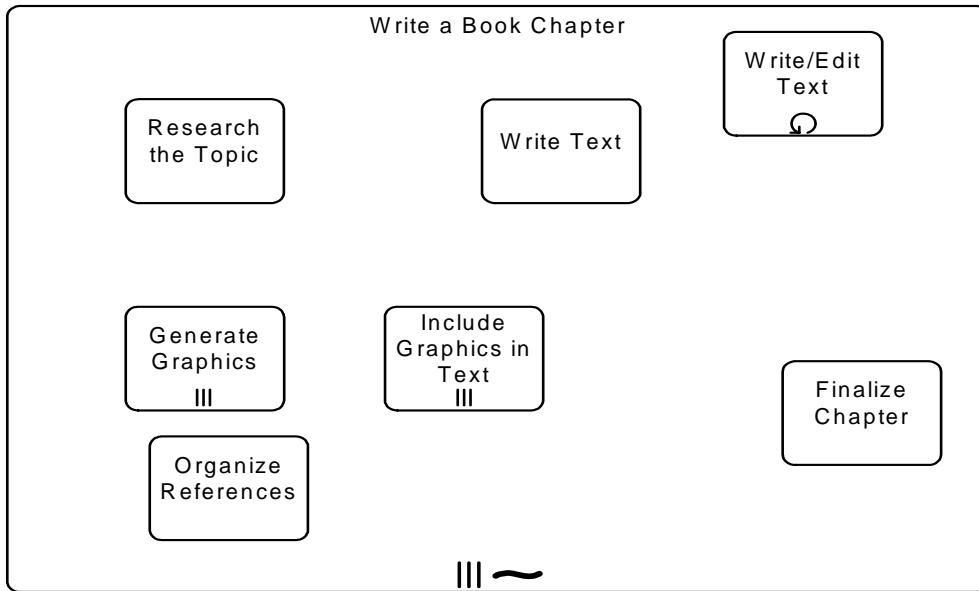 Write a Book Chapter
Write/Edit
Text
Research
the Topic
Write Text
Generate
Graphics
Include
Graphics in
Text
Finalize
Chapter
Organize
References